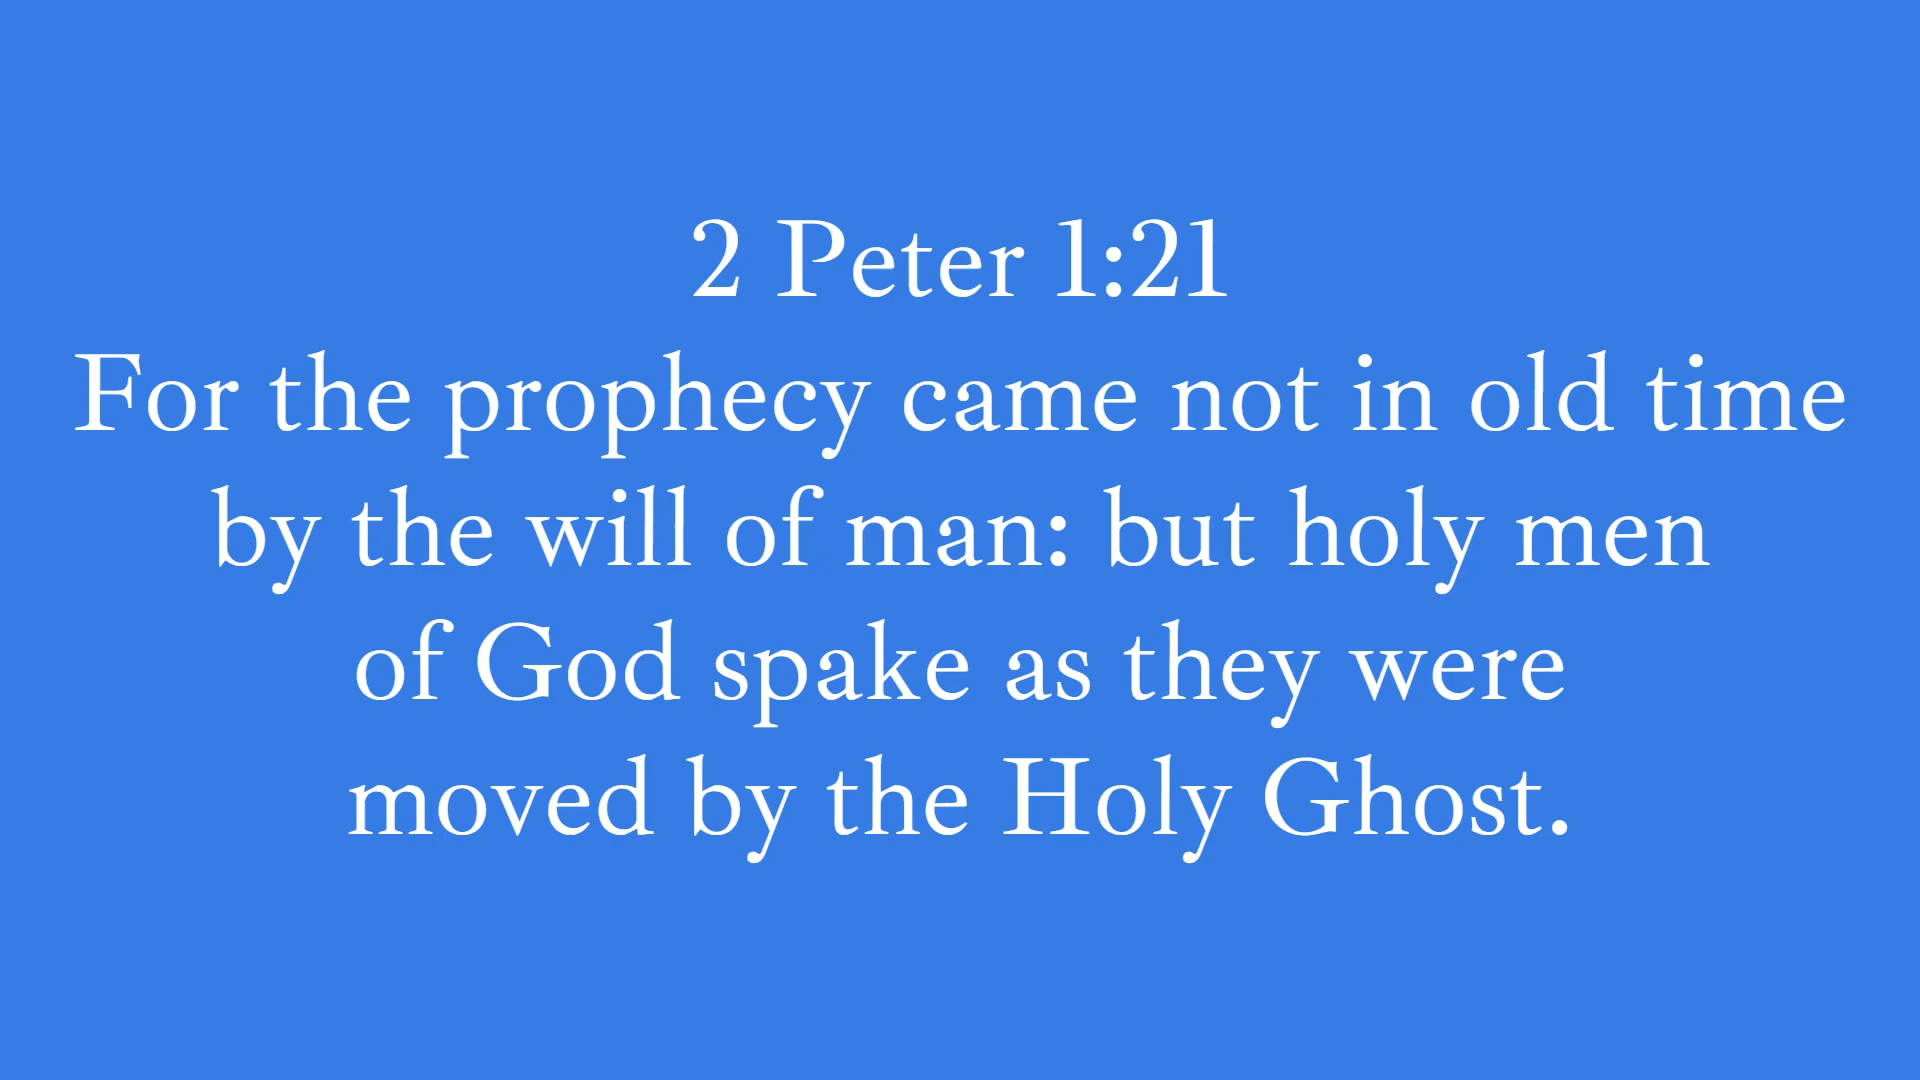 2 Peter 1:21
For the prophecy came not in old time
by the will of man: but holy men
of God spake as they were
moved by the Holy Ghost.